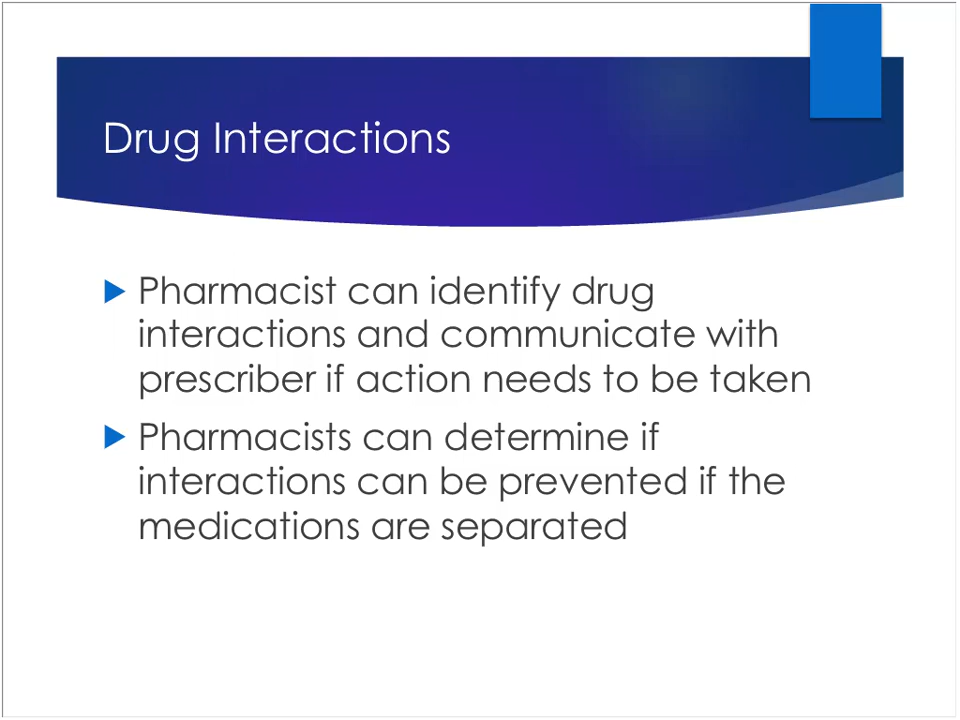 Drug Interactions
Pharmacist can identify drug
interactions and communicate with
prescriber if action needs to be taken
Pharmacists can determine if
interactions can be prevented if the
medications are separated